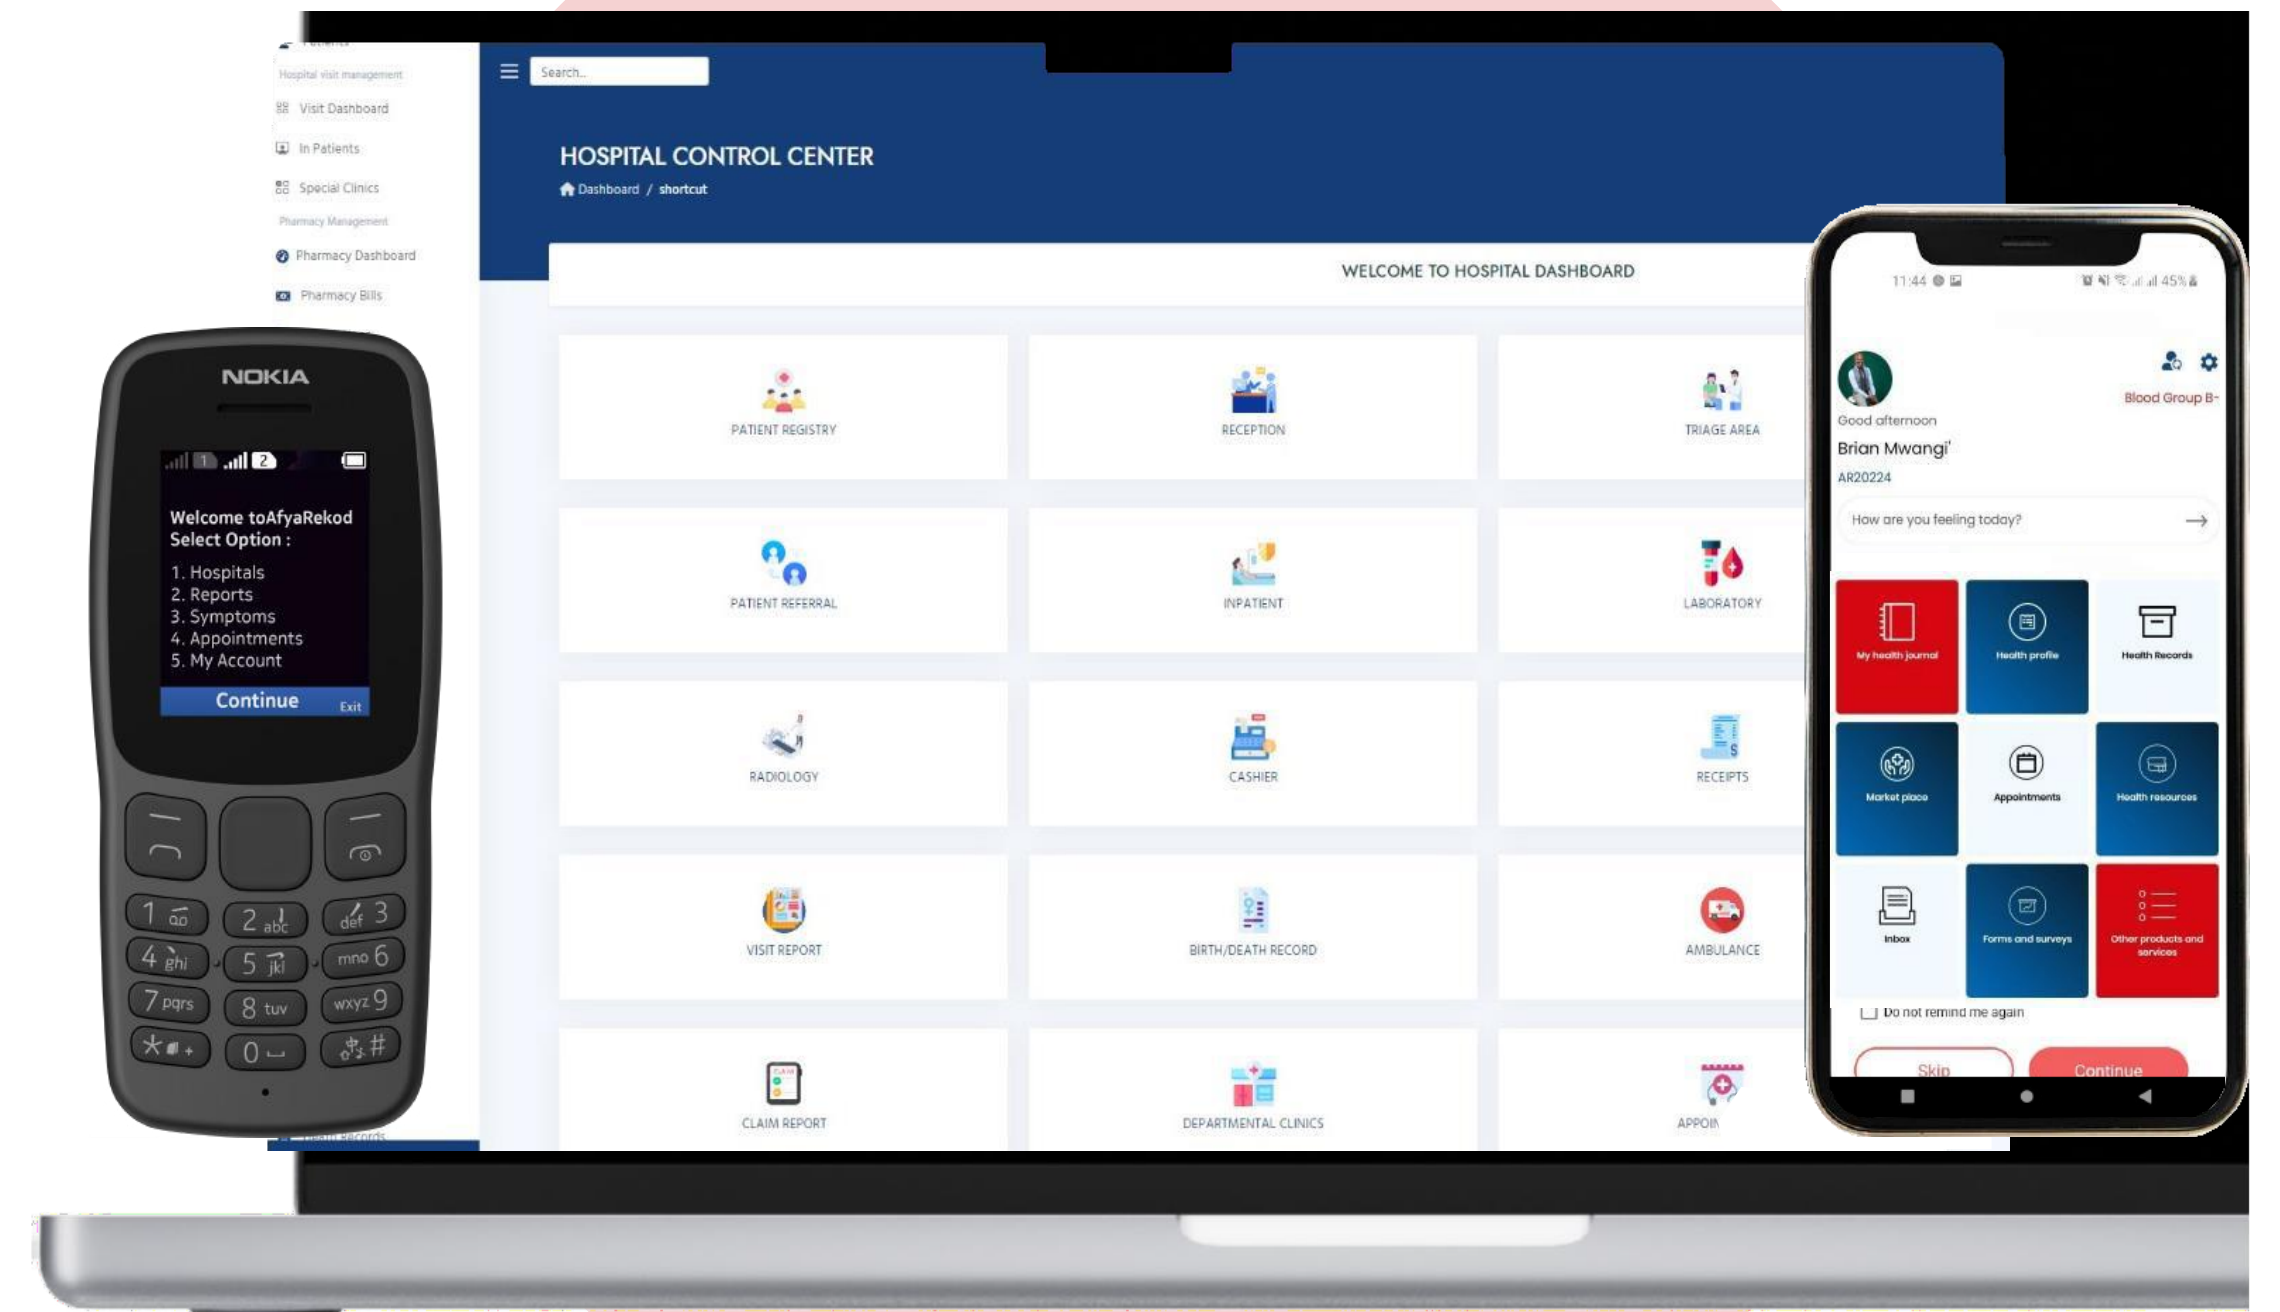 Patients
Hospital visit management
Visit Dashboard
In Patients
Special Clinics
Pharmacy Management
Pharmacy Dashboard
Pharmacy Bills
Death Records
Search..
HOSPITAL CONTROL CENTER
Dashboard / shortcut
WELCOME TO HOSPITAL DASHBOARD
PATIENT REGISTRY
RECEPTION
TRIAGE AREA
PATIENT REFERRAL
INPATIENT
LABORATORY
RADIOLOGY
CASHIER
RECEIPTS
VISIT REPORT
BIRTH/DEATH RECORD
AMBULANCE
CLAIM REPORT
DEPARTMENTAL CLINICS
APPOIN
NOKIA
1 2
Welcome toAfyaRekod
Select Option :
1. Hospitals
2. Reports
3. Symptoms
4. Appointments
5. My Account
Continue
Exit
1
2 abc
def 3
4 ghi
5 jkl
mno 6
7 pqrs
8 tuv
wxyz 9
* +
0
#
11:44
45%
Blood Group B-
Good afternoon
Brian Mwangi'
AR20224
How are you feeling today?
My health journal
Health profile
Health Records
Market place
Appointments
Health resources
Inbox
Forms and surveys
Other products and
services
Do not remind me again
Skip
Continue